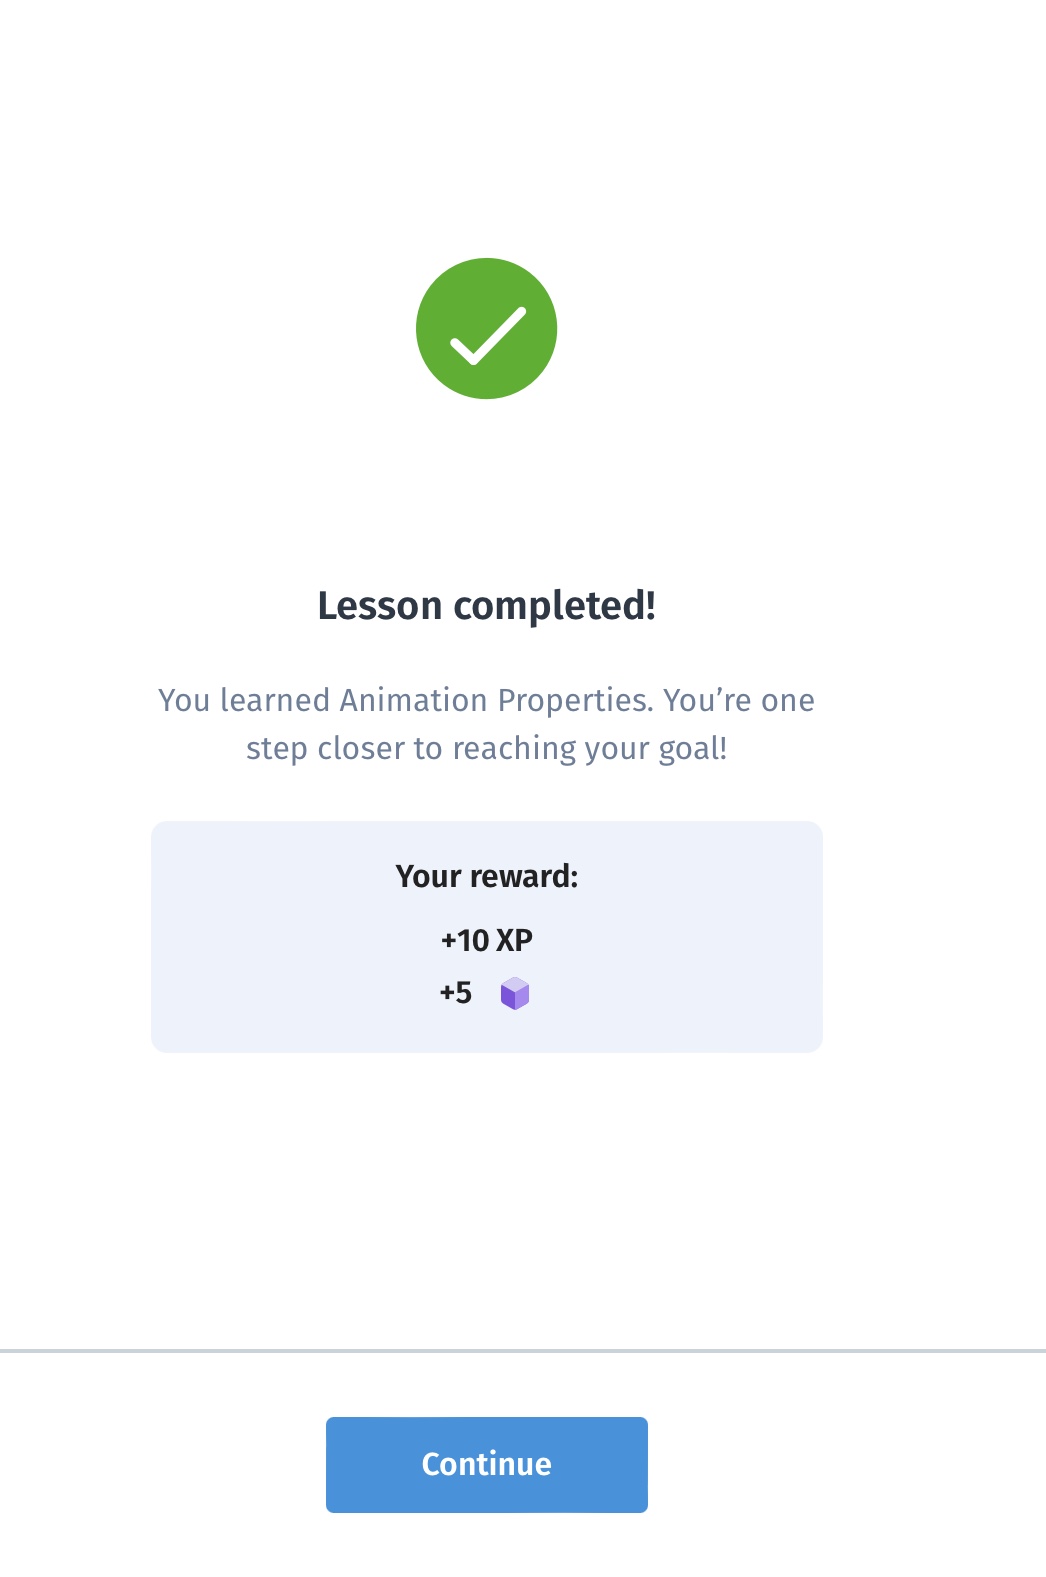 Lesson completed!
You learned Animation Properties. You’re one
step closer to reaching your goal!
Your reward:
+10 XP
+5
Continue